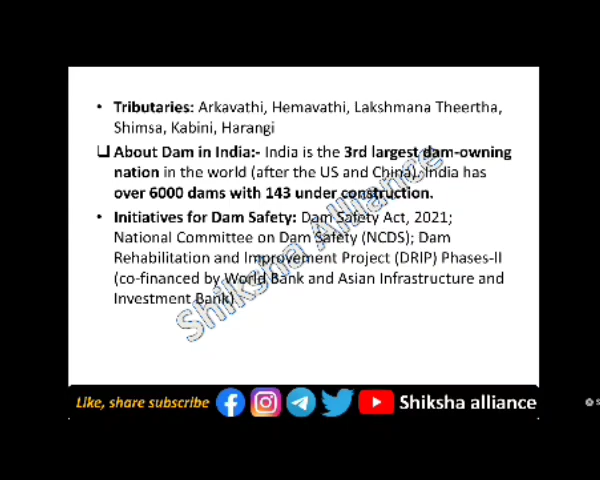 • Tributaries: Arkavathi, Hemavathi, Lakshmana Theertha,
Shimsa, Kabini, Harangi
❑ About Dam in India:- India is the 3rd largest dam-owning
nation in the world (after the US and China). India has
over 6000 dams with 143 under construction.
• Initiatives for Dam Safety: Dam Safety Act, 2021;
National Committee on Dam Safety (NCDS); Dam
Rehabilitation and Improvement Project (DRIP) Phases-II
(co-financed by World Bank and Asian Infrastructure and
Investment Bank)
Shiksha Alliance
Like, share subscribe
Shiksha alliance